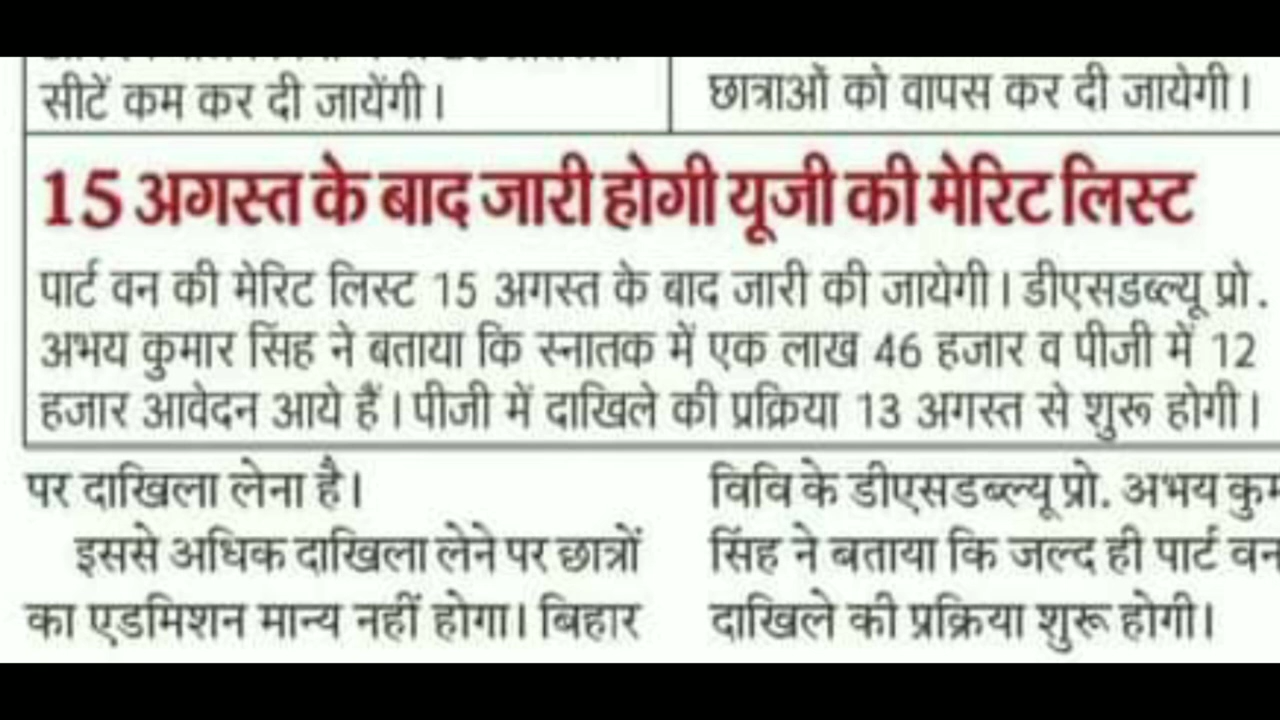 सीटें कम कर दी जायेंगी।
छात्राओं को वापस कर दी जायेगी।
15 अगस्त के बाद जारी होगी यूजी की मेरिट लिस्ट
पार्ट वन की मेरिट लिस्ट 15 अगस्त के बाद जारी की जायेगी। डीएसडब्ल्यू प्रो.
अभय कुमार सिंह ने बताया कि स्नातक में एक लाख 46 हजार व पीजी में 12
हजार आवेदन आये हैं। पीजी में दाखिले की प्रक्रिया 13 अगस्त से शुरू होगी।
पर दाखिला लेना है।
इससे अधिक दाखिला लेने पर छात्रों
का एडमिशन मान्य नहीं होगा। बिहार
विवि के डीएसडब्ल्यू प्रो. अभय कुम
सिंह ने बताया कि जल्द ही पार्ट वन
दाखिले की प्रक्रिया शुरू होगी।